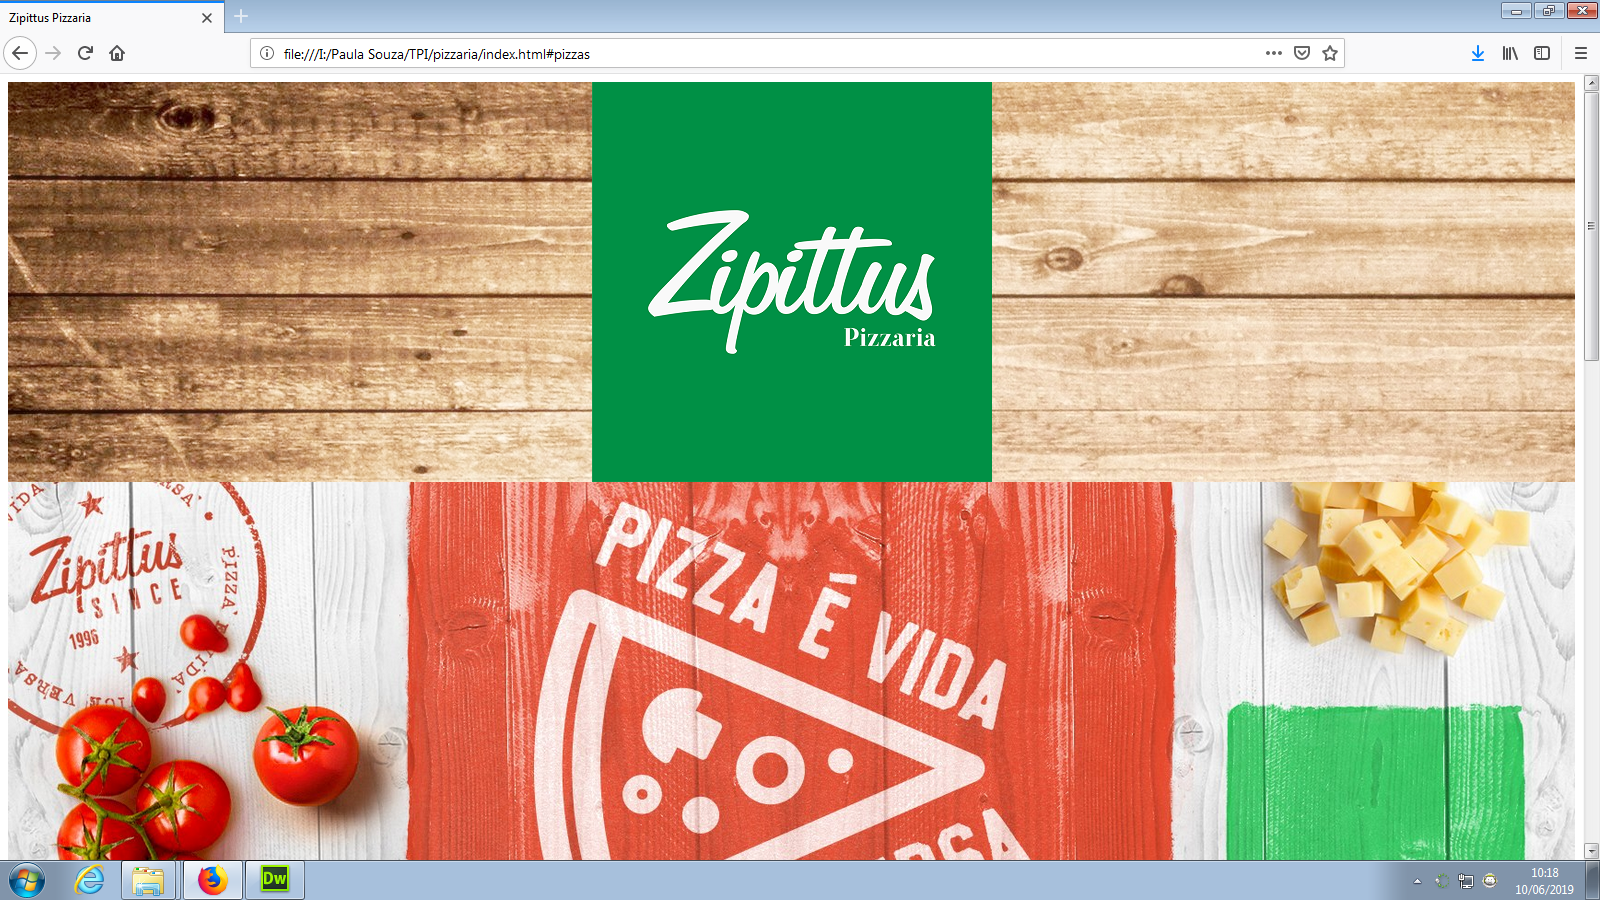 Zipittus Pizzaria
file:///I:/Paula Souza/TPI/pizzaria/index.html#pizzas
Zipittus
Pizzaria
Zipittus
SINCE
1996
PIZZA É VIDA
Dw
10:18
10/06/2019